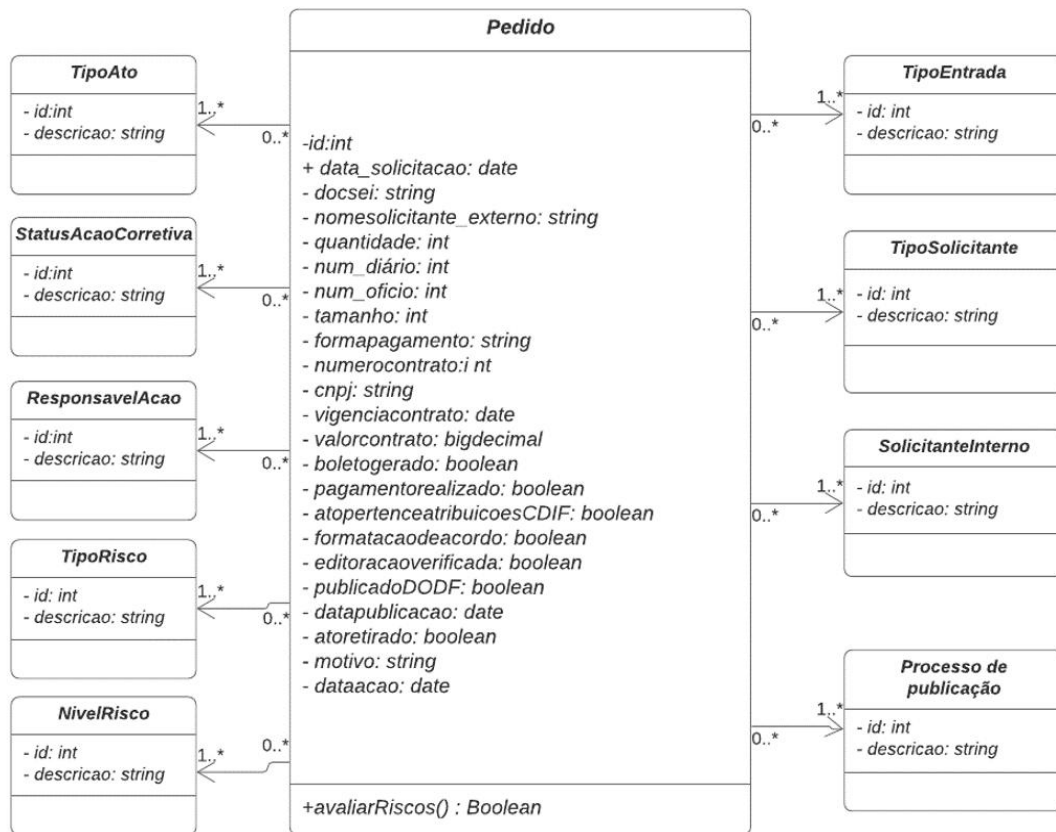 Pedido
TipoAto
- id:int
- descricao: string
1..*
0..*
StatusAcaoCorretiva
- id:int
- descricao: string
1..*
0..*
ResponsavelAcao
- id:int
- descricao: string
1..*
0..*
TipoRisco
- id: int
- descricao: string
1..*
0..*
NivelRisco
- id: int
- descricao: string
1..*
0..*
-id:int
+ data_solicitacao: date
- docsei: string
- nomesolicitante_externo: string
- quantidade: int
- num_diário: int
- num_oficio: int
- tamanho: int
- formapagamento: string
- numerocontrato:i nt
- cnpj: string
- vigenciacontrato: date
- valorcontrato: bigdecimal
- boletogerado: boolean
- pagamentorealizado: boolean
- atopertenceatribuicoesCDIF: boolean
- formatacaodeacordo: boolean
- editoracaoverificada: boolean
- publicadoDODF: boolean
- datapublicacao: date
- atoretirado: boolean
- motivo: string
- dataacao: date
+avaliarRiscos() : Boolean
TipoEntrada
- id: int
- descricao: string
1..*
0..*
TipoSolicitante
- id: int
- descricao: string
1..*
0..*
SolicitanteInterno
- id: int
- descricao: string
1..*
0..*
Processo de
publicação
- id: int
- descricao: string
1..*
0..*